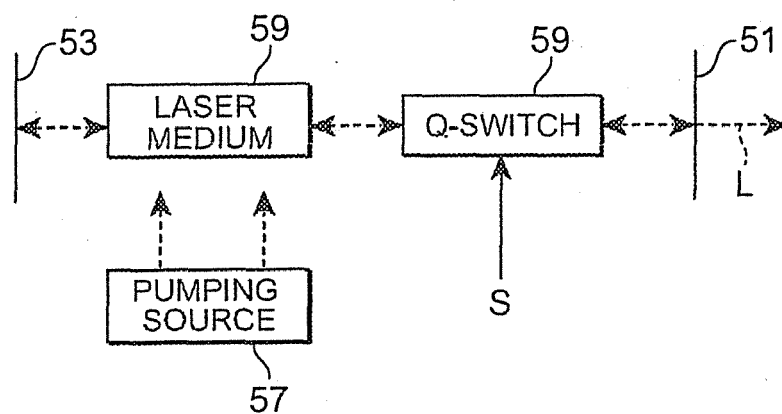 53
59
59
51
LASER
MEDIUM
Q-SWITCH
L
PUMPING
SOURCE
S
57